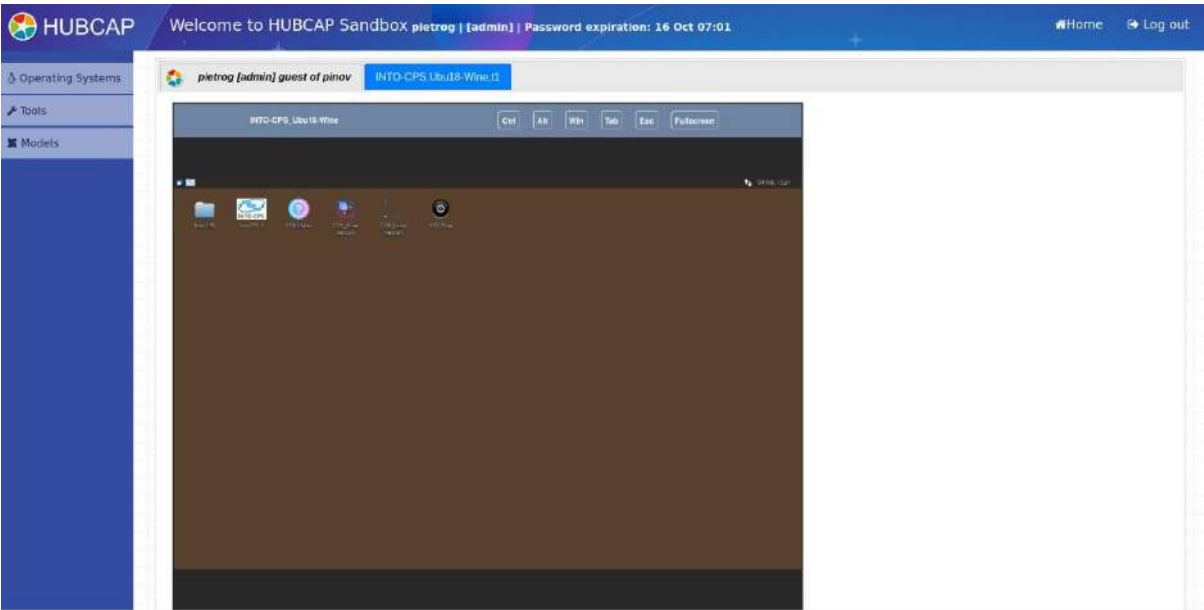 HUBCAP
Welcome to HUBCAP Sandbox pietrog | [admin] | Password expiration: 16 Oct 07:01
Home
Log out
Operating Systems
Tools
Models
pietrog [admin] guest of pinov
INTO-CPS.Ubu18-Wine.t1
INTO-CPS_Ubu18-Wine
Ctrl
Alt
Win
Tab
Esc
Fullscreen
INTO-CPS